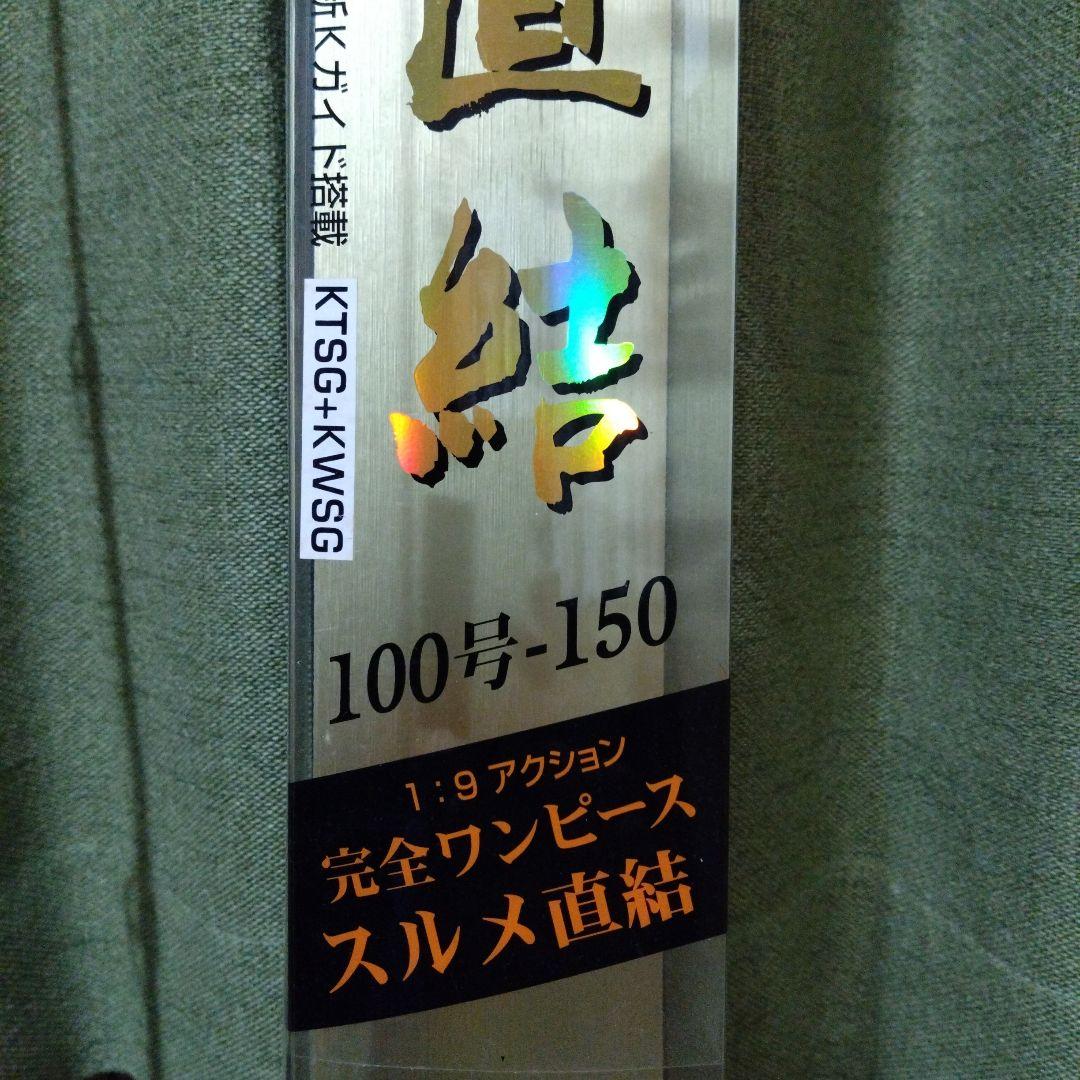 直結
新Kガイド搭載 KTSG+KWSG
100号-150
1:9 アクション
完全ワンピース
スルメ直結